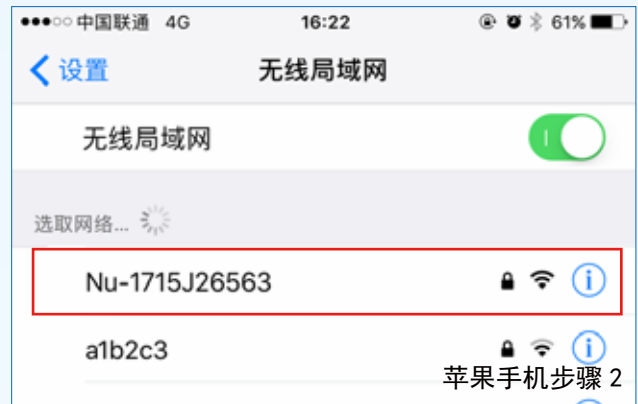 中国联通 4G 16:22 61%
设置 无线局域网
无线局域网
选取网络...
Nu-1715J26563
a1b2c3
苹果手机步骤 2